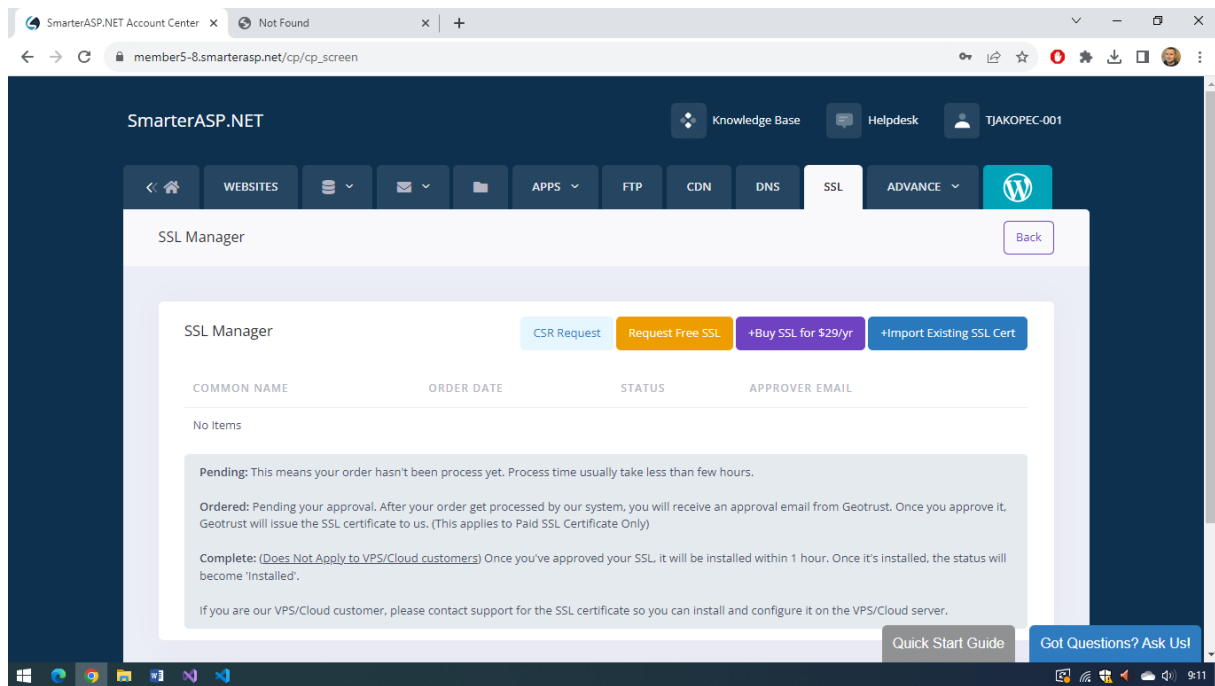 SmarterASP.NET Account Center
Not Found
member5-8.smarterasp.net/cp/cp_screen
SmarterASP.NET
Knowledge Base
Helpdesk
TJAKOPEC-001
WEBSITES
APPS
FTP
CDN
DNS
SSL
ADVANCE
SSL Manager
Back
SSL Manager
CSR Request
Request Free SSL
+Buy SSL for $29/yr
+Import Existing SSL Cert
COMMON NAME
ORDER DATE
STATUS
APPROVER EMAIL
No Items
Pending: This means your order hasn't been process yet. Process time usually take less than few hours.
Ordered: Pending your approval. After your order get processed by our system, you will receive an approval email from Geotrust. Once you approve it,
Geotrust will issue the SSL certificate to us. (This applies to Paid SSL Certificate Only)
Complete: (Does Not Apply to VPS/Cloud customers) Once you've approved your SSL, it will be installed within 1 hour. Once it's installed, the status will
become 'Installed'.
If you are our VPS/Cloud customer, please contact support for the SSL certificate so you can install and configure it on the VPS/Cloud server.
Quick Start Guide
Got Questions? Ask Us!
9:11